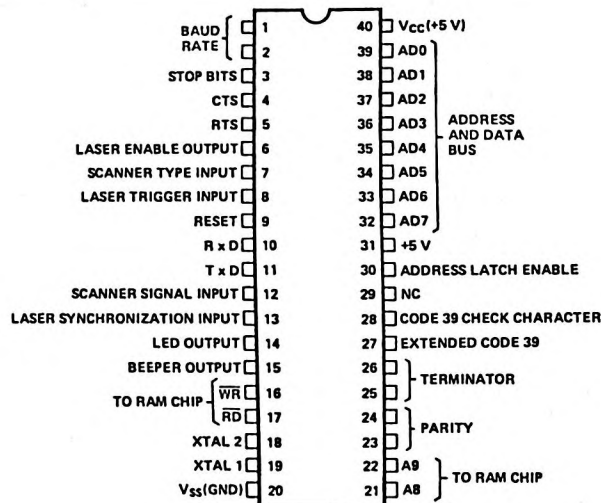 BAUD
RATE
1
2
STOP BITS 3
CTS 4
RTS 5
LASER ENABLE OUTPUT 6
SCANNER TYPE INPUT 7
LASER TRIGGER INPUT 8
RESET 9
R x D 10
T x D 11
SCANNER SIGNAL INPUT 12
LASER SYNCHRONIZATION INPUT 13
LED OUTPUT 14
BEEPER OUTPUT 15
TO RAM CHIP
WR 16
RD 17
XTAL 2 18
XTAL 1 19
VSS(GND) 20
40 VCC(+5 V)
39 AD0
38 AD1
37 AD2
36 AD3
35 AD4
34 AD5
33 AD6
32 AD7
ADDRESS
AND DATA
BUS
31 +5 V
30 ADDRESS LATCH ENABLE
29 NC
28 CODE 39 CHECK CHARACTER
27 EXTENDED CODE 39
26
25
TERMINATOR
24
23
PARITY
22 A9
21 A8
TO RAM CHIP